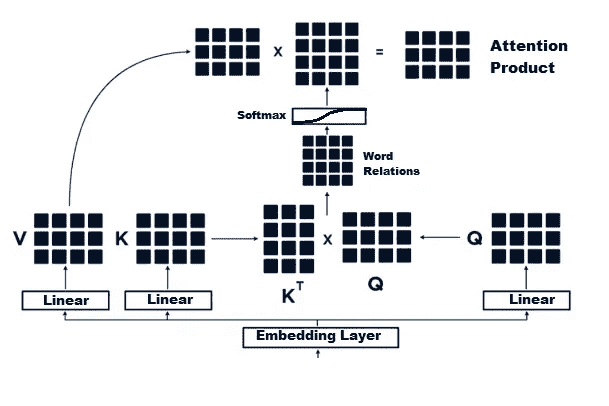 X
=
Attention
Product
Softmax
Word
Relations
V
K
X
Q
K^T
Q
Linear
Linear
Linear
Embedding Layer